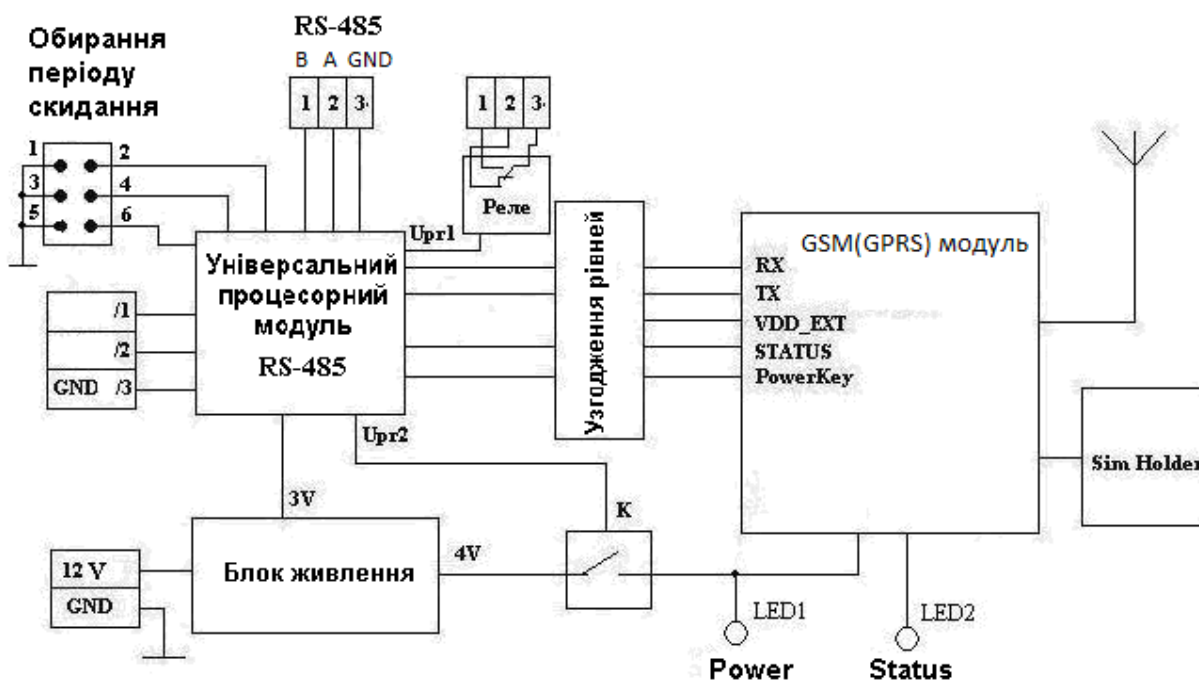 Обирання
періоду
скидання
1 2
3 4
5 6
RS-485
B A GND
1 2 3
1 2 3
Реле
Upr1
Універсальний
процесорний
модуль
RS-485
/1
/2
GND /3
Узгодження рівней
GSM(GPRS) модуль
RX
TX
VDD_EXT
STATUS
PowerKey
Sim Holder
Upr2
3V
K
12 V
GND
Блок живлення
4V
LED1
Power
LED2
Status